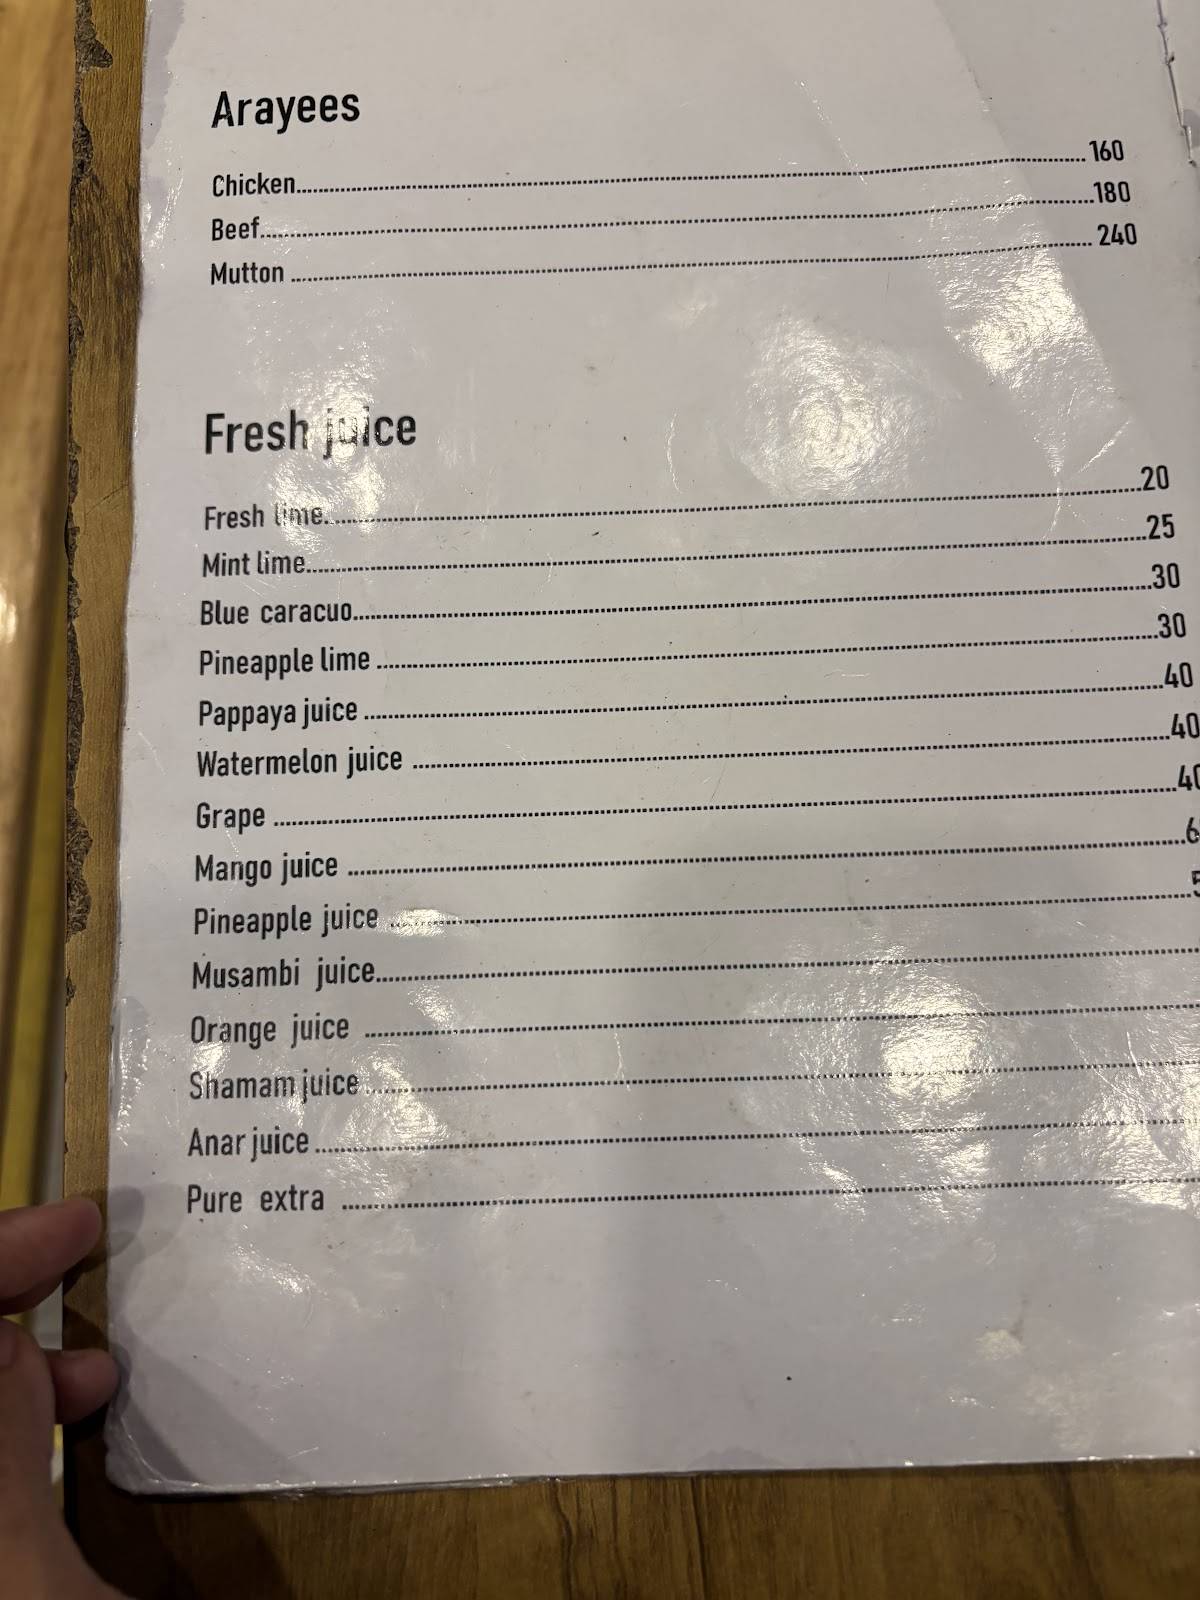 Arayees
Chicken 160
Beef 180
Mutton 240
Fresh juice
Fresh lime 20
Mint lime 25
Blue caracuo 30
Pineapple lime 30
Pappaya juice 40
Watermelon juice 40
Grape 40
Mango juice
Pineapple juice
Musambi juice
Orange juice
Shamam juice
Anar juice
Pure extra